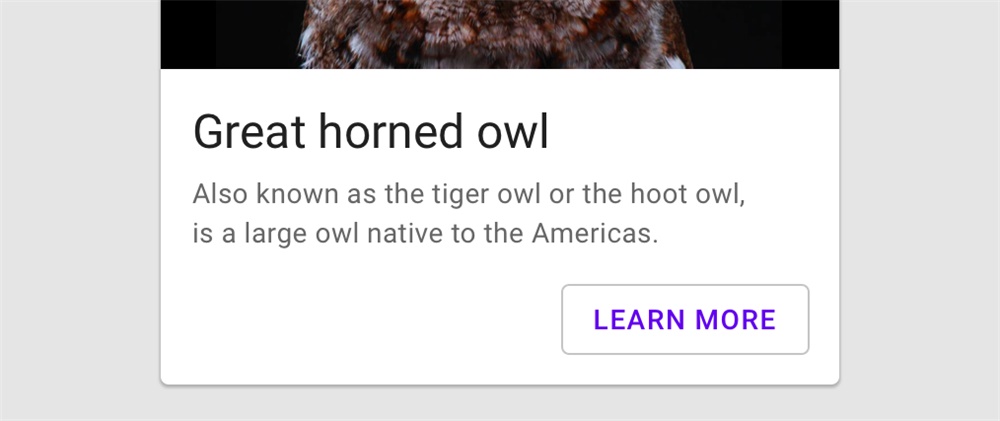 Great horned owl
Also known as the tiger owl or the hoot owl,
is a large owl native to the Americas.
LEARN MORE